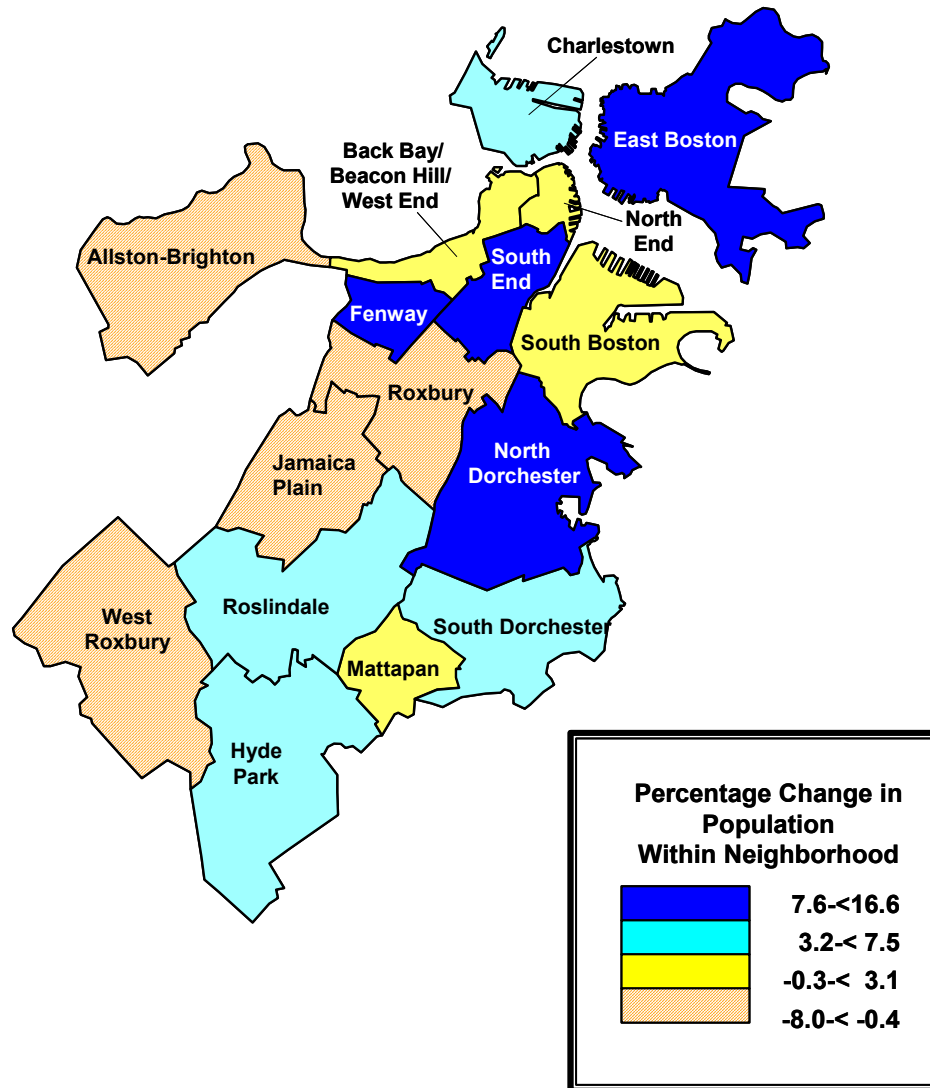 Charlestown
East Boston
Back Bay/
Beacon Hill/
West End
North
End
Allston-Brighton
South
End
Fenway
South Boston
Roxbury
North
Dorchester
Jamaica
Plain
Roslindale
West
Roxbury
South Dorchester
Mattapan
Hyde
Park
Percentage Change in
Population
Within Neighborhood
7.6-<16.6
3.2-< 7.5
-0.3-< 3.1
-8.0-< -0.4